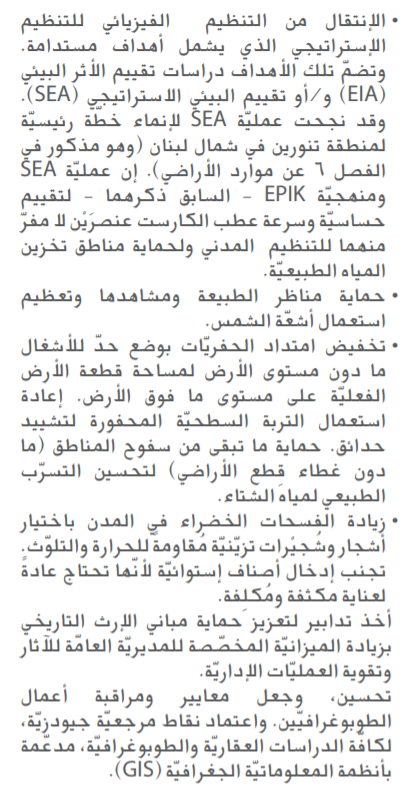 • الإنتقال من التنظيم الفيزيائي للتنظيم
الإستراتيجي الذي يشمل أهداف مستدامة.
وتضمّ تلك الأهداف دراسات تقييم الأثر البيئي
(EIA) و/أو تقييم البيئي الاستراتيجي (SEA).
وقد نجحت عمليّة SEA لإنماء خطّة رئيسيّة
لمنطقة تنورين في شمال لبنان (وهو مذكور في
الفصل ٦ عن موارد الأراضي). إن عمليّة SEA
ومنهجيّة EPIK - السابق ذكرهما - لتقييم
حساسيّة وسرعة عطب الكارست عنصرَيْن لا مفرّ
منهما للتنظيم المدني ولحماية مناطق تخزين
المياه الطبيعيّة.
• حماية مناظر الطبيعة ومشاهدها وتعظيم
استعمال أشعّة الشمس.
• تخفيض امتداد الحفريّات بوضع حدّ للأشغال
ما دون مستوى الأرض لمساحة قطعة الأرض
الفعليّة على مستوى ما فوق الأرض. إعادة
استعمال التربة السطحيّة المحفورة لتشييد
حدائق. حماية ما تبقى من سفوح المناطق (ما
دون غطاء قطع الأراضي) لتحسين التسرّب
الطبيعي لمياه الشتاء.
• زيادة الفسحات الخضراء في المدن باختيار
أشجار وشُجيْرات تزيّنيّة مُقاومةً للحرارة والتلوّث.
تجنب إدخال أصناف إستوائيّة لأنّها تحتاج عادةً
لعناية مكثفة ومُكلفة.
أخذ تدابير لتعزيز حماية مباني الإرث التاريخي
بزيادة الميزانيّة المخصّصة للمديريّة العامّة للآثار
وتقوية العمليّات الإداريّة.
تحسين، وجعل معايير ومراقبة أعمال
الطوبوغرافيّين. واعتماد نقاط مرجعيّة جيودزيّة،
لكافّة الدراسات العقاريّة والطوبوغرافيّة، مدعّمة
بأنظمة المعلوماتيّة الجغرافيّة (GIS).